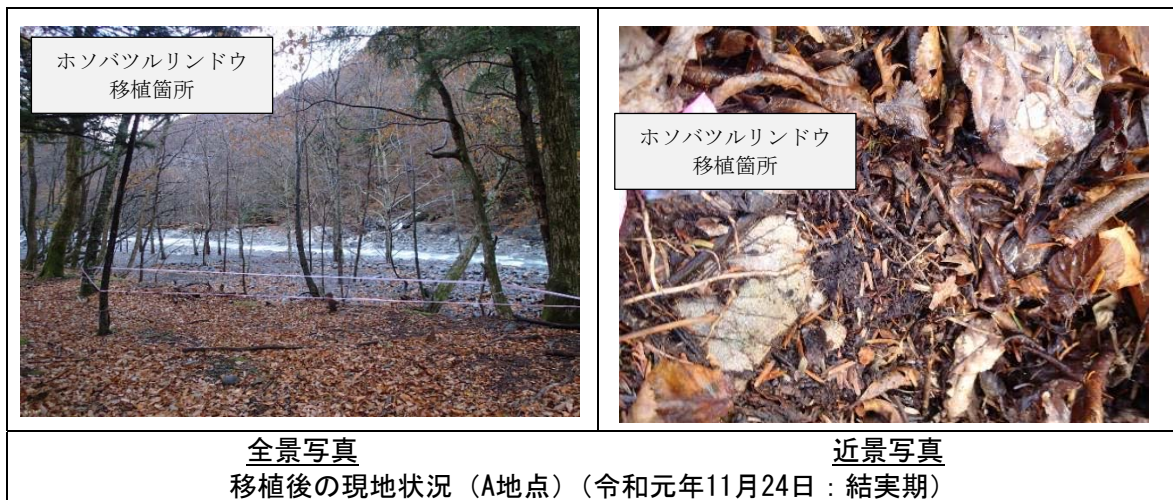 ホソバツルリンドウ
移植箇所
ホソバツルリンドウ
移植箇所
全景写真
近景写真
移植後の現地状況（A地点）（令和元年11月24日：結実期）